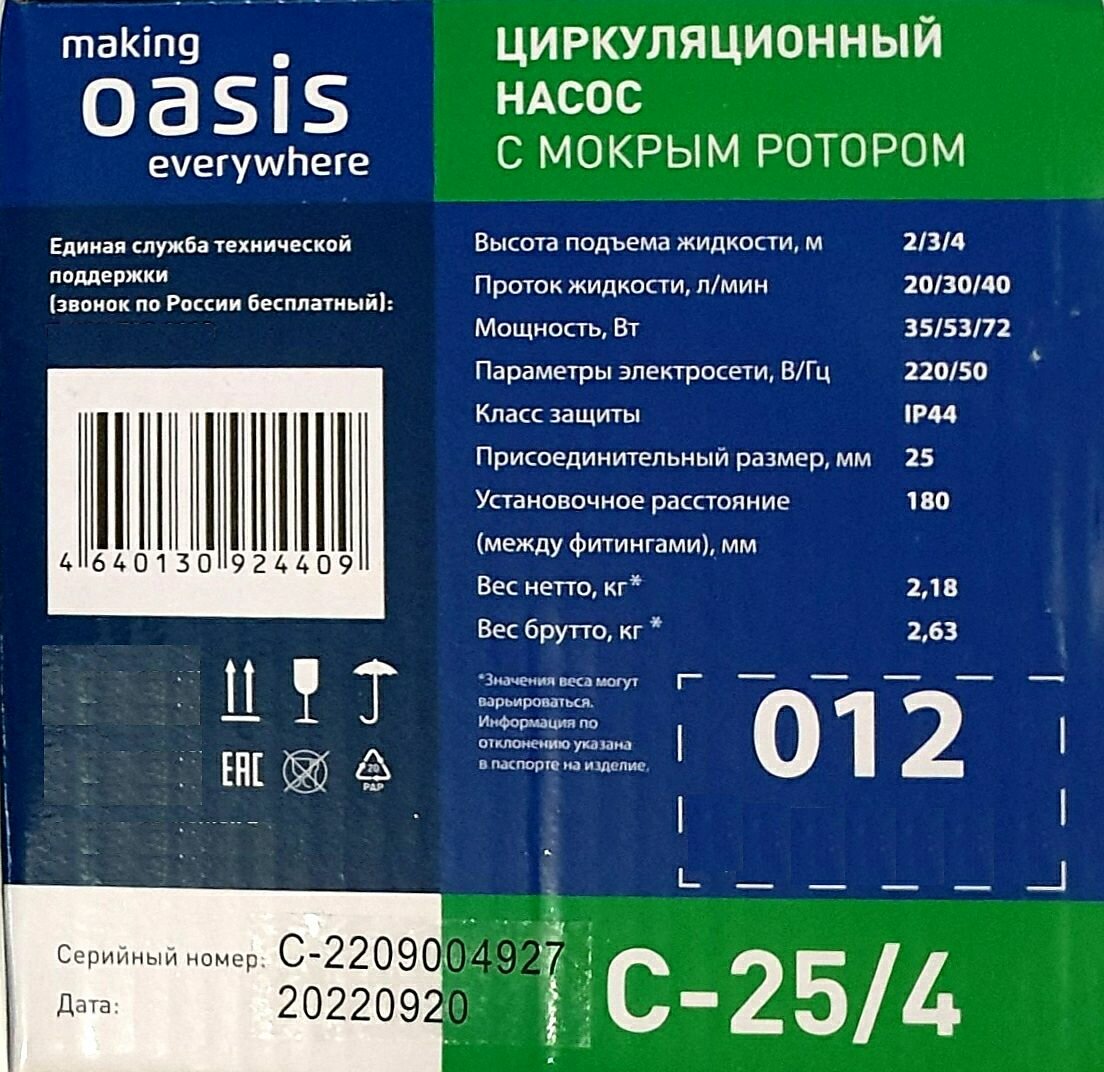 making
oasis
everywhere
ЦИРКУЛЯЦИОННЫЙ
НАСОС
С МОКРЫМ РОТОРОМ
Единая служба технической
поддержки
(звонок по России бесплатный):
4 640130 924409
EAC
20
PAP
Высота подъема жидкости, м 2/3/4
Проток жидкости, л/мин 20/30/40
Мощность, Вт 35/53/72
Параметры электросети, В/Гц 220/50
Класс защиты IP44
Присоединительный размер, мм 25
Установочное расстояние 180
(между фитингами), мм
Вес нетто, кг* 2,18
Вес брутто, кг * 2,63
*Значения веса могут
варьироваться.
Информация по
отклонению указана
в паспорте на изделие.
012
Серийный номер: C-2209004927
Дата: 20220920
C-25/4